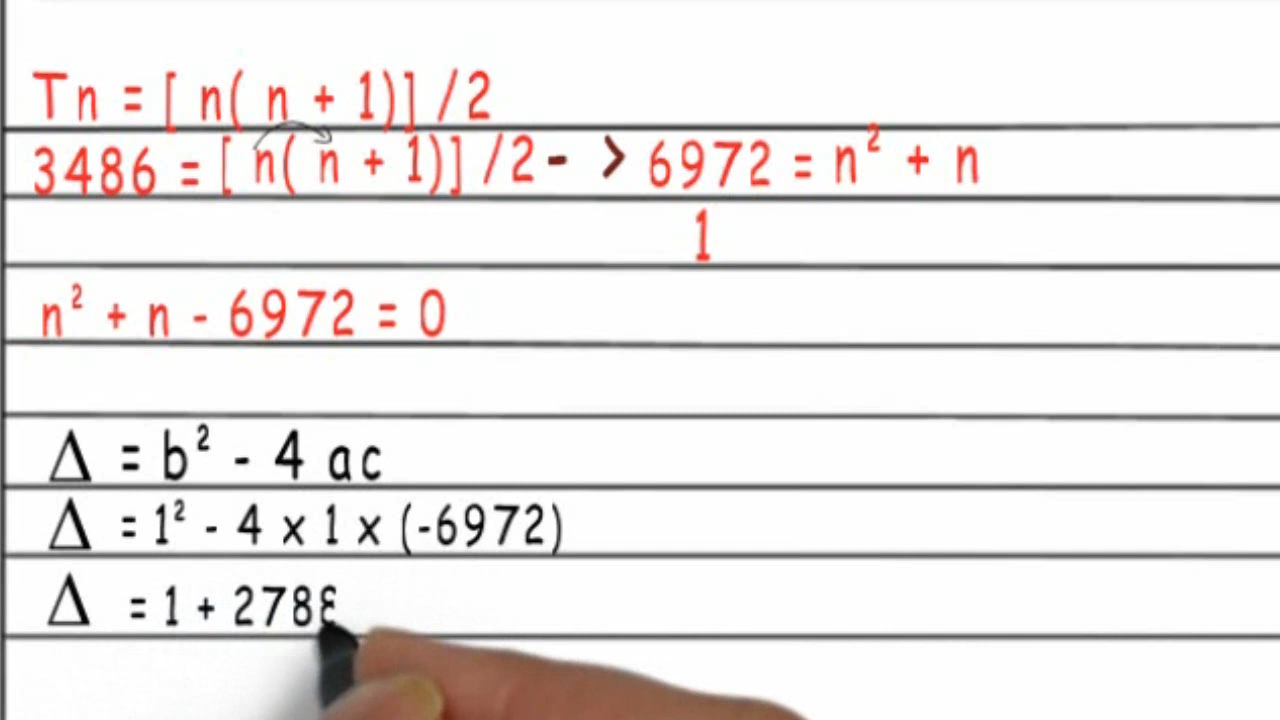 Tn = [ n( n + 1)] /2
3486 = [ n( n + 1)] /2 - > 6972 = n² + n
1
n² + n - 6972 = 0
Δ = b² - 4 ac
Δ = 1² - 4 x 1 x (-6972)
Δ = 1 + 2788